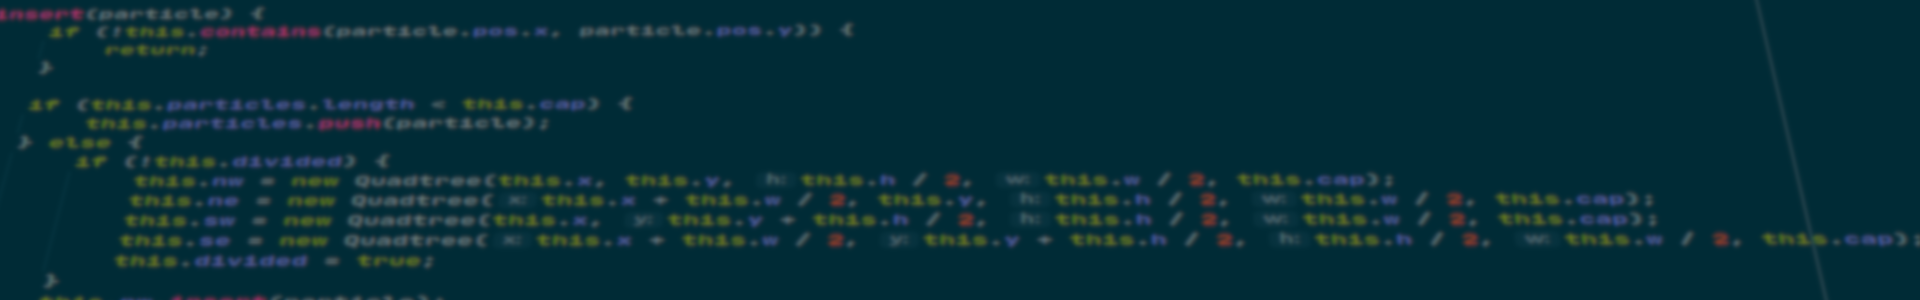 insert(particle) {
if (!this.contains(particle.pos.x, particle.pos.y)) {
return;
}
if (this.particles.length < this.cap) {
this.particles.push(particle);
} else {
if (!this.divided) {
this.nw = new Quadtree(this.x, this.y, h: this.h / 2, w: this.w / 2, this.cap);
this.ne = new Quadtree( x: this.x + this.w / 2, this.y, h: this.h / 2, w: this.w / 2, this.cap);
this.sw = new Quadtree(this.x, y: this.y + this.h / 2, h: this.h / 2, w: this.w / 2, this.cap);
this.se = new Quadtree( x: this.x + this.w / 2, y: this.y + this.h / 2, h: this.h / 2, w: this.w / 2, this.cap);
this.divided = true;
}